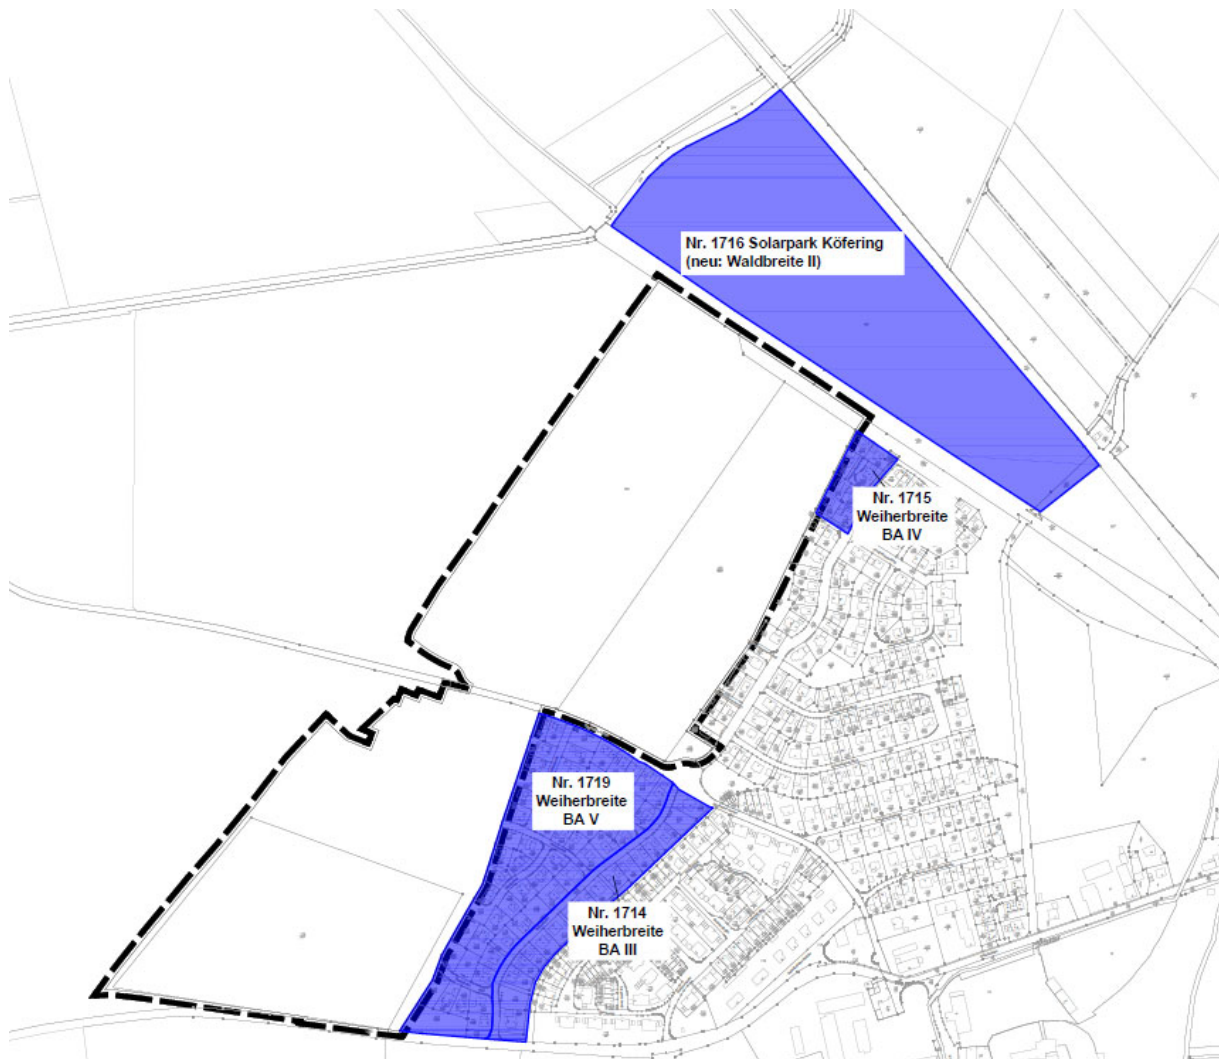 Nr. 1716 Solarpark Köfering
(neu: Waldbreite II)
Nr. 1715
Weiherbreite
BA IV
Nr. 1719
Weiherbreite
BA V
Nr. 1714
Weiherbreite
BA III